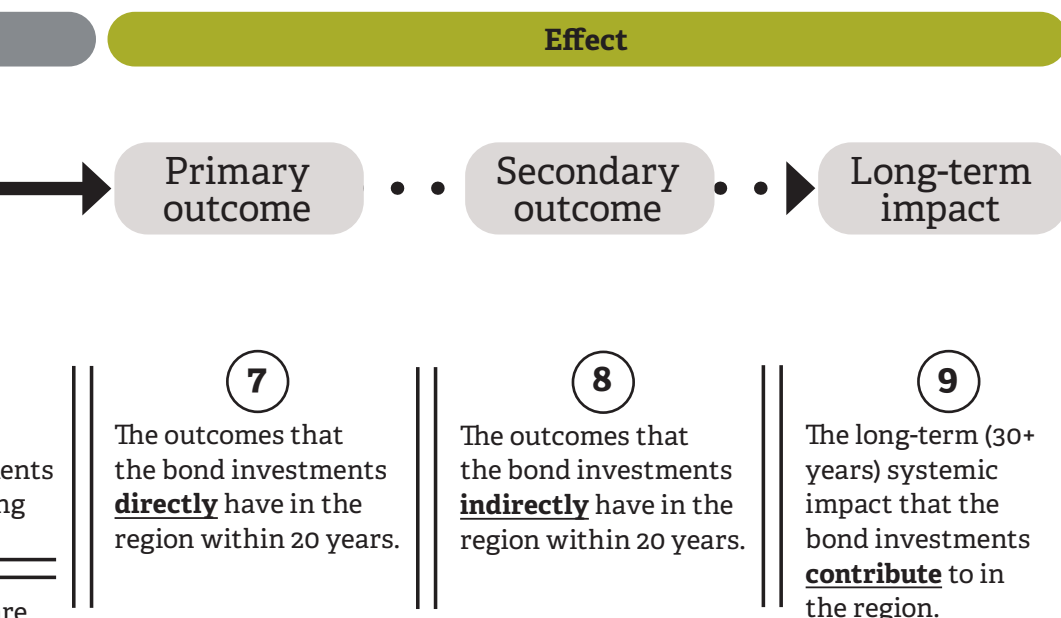 Effect
Primary
outcome
Secondary
outcome
Long-term
impact
7
The outcomes that
the bond investments
directly have in the
region within 20 years.
8
The outcomes that
the bond investments
indirectly have in the
region within 20 years.
9
The long-term (30+
years) systemic
impact that the
bond investments
contribute to in
the region.